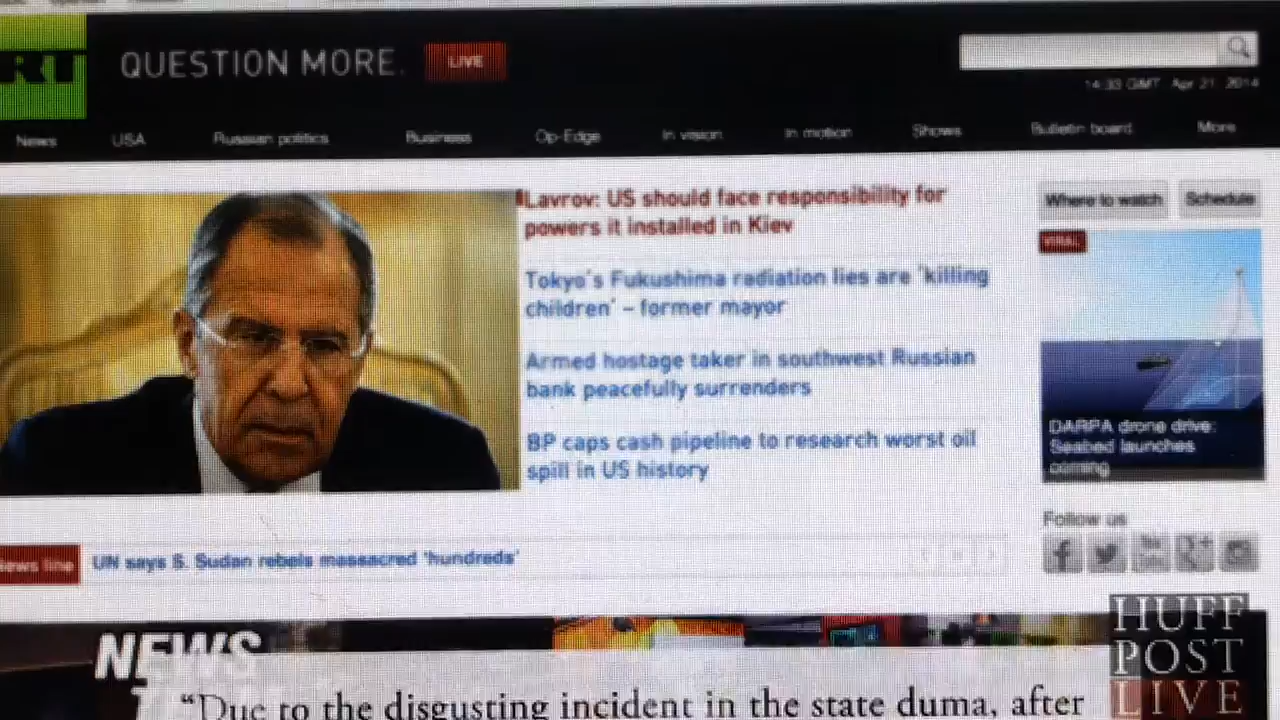 RT
QUESTION MORE.
LIVE
14:33 GMT Apr 21, 2014
News USA Russian politics Business Op-Edge In vision In motion Shows Bulletin board More
Lavrov: US should face responsibility for
powers it installed in Kiev
Tokyo's Fukushima radiation lies are 'killing
children' – former mayor
Armed hostage taker in southwest Russian
bank peacefully surrenders
BP caps cash pipeline to research worst oil
spill in US history
Where to watch Schedule
VIRAL
DARPA drone drive:
Seabed launches
coming
Follow us
News line
UN says S. Sudan rebels massacred 'hundreds'
NEWS
HUFF
POST
LIVE
“Due to the disgusting incident in the state duma, after